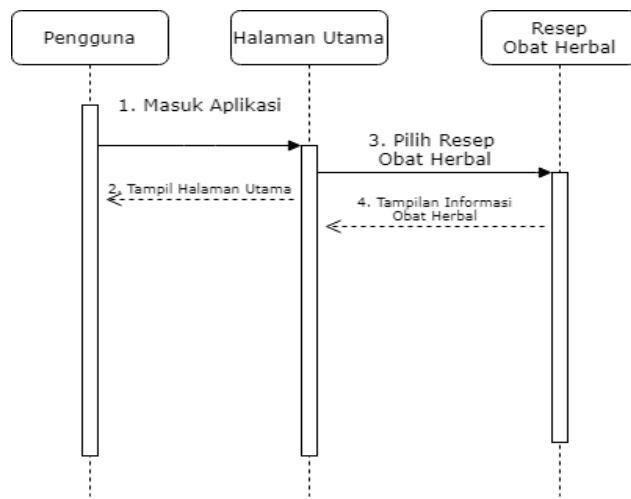 Pengguna
Halaman Utama
Resep
Obat Herbal
1. Masuk Aplikasi
2. Tampil Halaman Utama
3. Pilih Resep
Obat Herbal
4. Tampilan Informasi
Obat Herbal